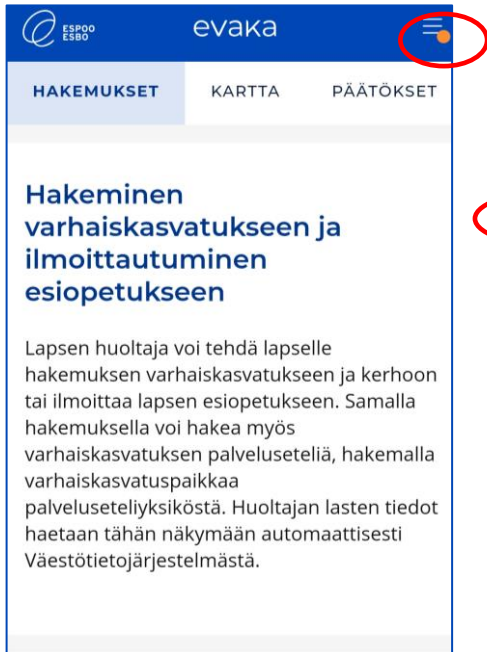 ESPOO
ESBO
evaka
HAKEMUKSET KARTTA PÄÄTÖKSET
Hakeminen
varhaiskasvatukseen ja
ilmoittautuminen
esiopetukseen
Lapsen huoltaja voi tehdä lapselle
hakemuksen varhaiskasvatukseen ja kerhoon
tai ilmoittaa lapsen esiopetukseen. Samalla
hakemuksella voi hakea myös
varhaiskasvatuksen palveluseteliä, hakemalla
varhaiskasvatuspaikkaa
palveluseteliyksiköstä. Huoltajan lasten tiedot
haetaan tähän näkymään automaattisesti
Väestötietojärjestelmästä.